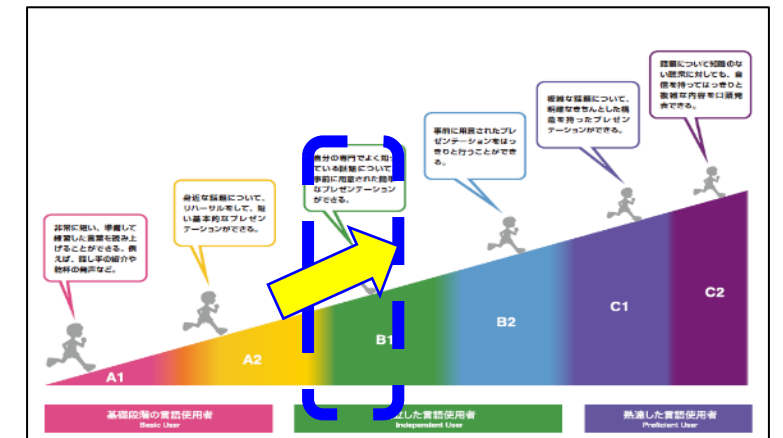 非常に短い、準備して
練習した言葉を読み上
げることができる。例
えば、話し手の紹介や
乾杯の発声など。
身近な話題について、
リハーサルをして、短
い基本的なプレゼン
テーションができる。
自分の専門でよく知っ
ている話題について、
事前に用意された簡単
なプレゼンテーション
ができる。
事前に用意されたプレ
ゼンテーションをはっ
きりと行うことができ
る。
複雑な話題について、
明確なきちんとした構
造を持ったプレゼン
テーションができる。
話題について知識のな
い聴衆に対しても、自
信を持ってはっきりと
複雑な内容を口頭発
表できる。
A1
A2
B1
B2
C1
C2
基礎段階の言語使用者
Basic User
した言語使用者
Independent User
熟達した言語使用者
Proficient User